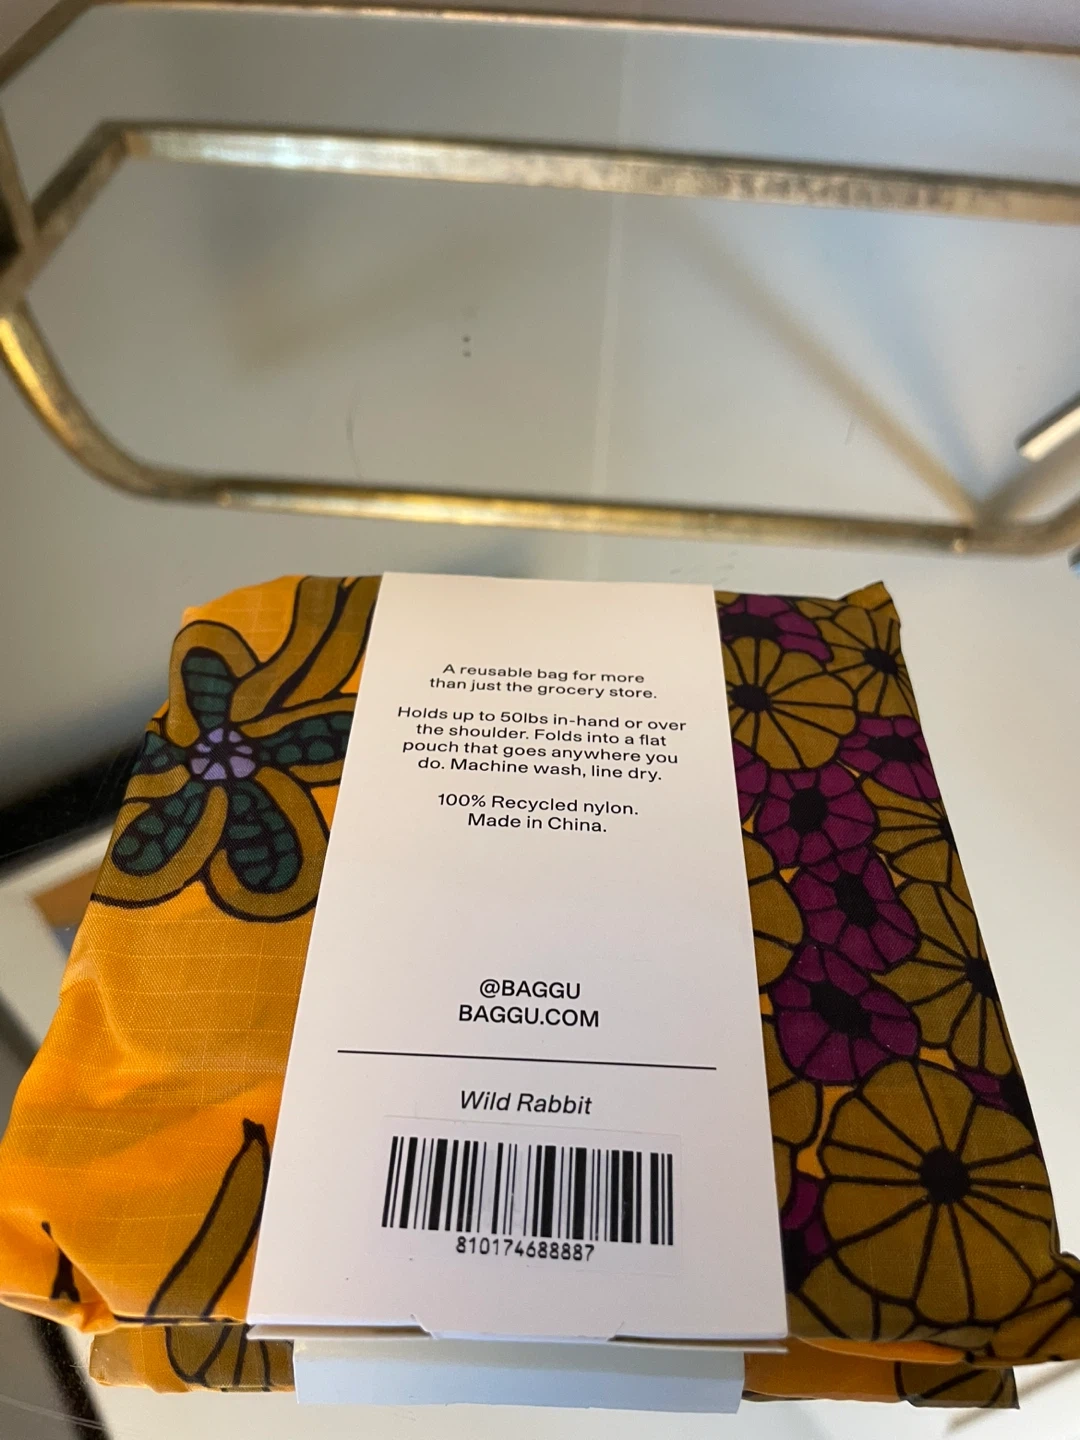 A reusable bag for more
than just the grocery store.
Holds up to 50lbs in-hand or over
the shoulder. Folds into a flat
pouch that goes anywhere you
do. Machine wash, line dry.
100% Recycled nylon.
Made in China.
@BAGGU
BAGGU.COM
Wild Rabbit
810174688887